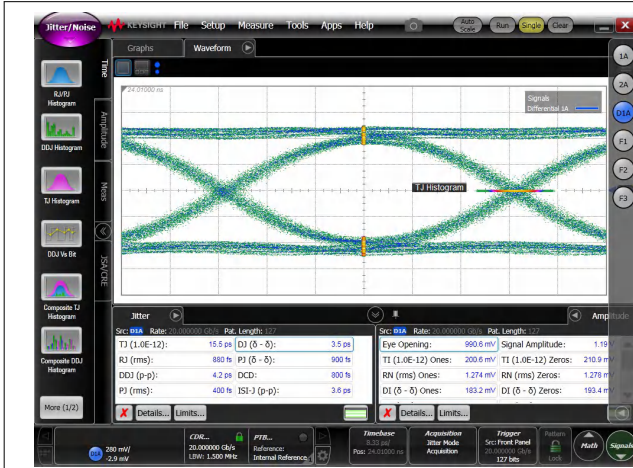 Jitter/Noise
KEYSIGHT File Setup Measure Tools Apps Help
Auto Scale Run Single Clear
Graphs Waveform
Time
Amplitude
Meas
JSA/CRE
RJ/PJ Histogram
DDJ Histogram
TJ Histogram
DDJ Vs Bit
Composite TJ Histogram
Composite DDJ Histogram
More (1/2)
24.01000 ns
Signals
Differential 1A
TJ Histogram
1A
2A
D1A
F1
F2
F3
Jitter
Src: D1A Rate: 20.000000 Gb/s Pat. Length: 127
TJ (1.0E-12): 15.5 ps DJ (δ - δ): 3.5 ps
RJ (rms): 880 fs PJ (δ - δ): 900 fs
DDJ (p-p): 4.2 ps DCD: 800 fs
PJ (rms): 400 fs ISI-J (p-p): 3.6 ps
Details... Limits...
Amplitude
Src: D1A Rate: 20.000000 Gb/s Pat. Length: 127
Eye Opening: 990.6 mV Signal Amplitude: 1.19
TI (1.0E-12) Ones: 200.6 mV TI (1.0E-12) Zeros: 210.9 m
RN (rms) Ones: 1.274 mV RN (rms) Zeros: 1.278 m
DI (δ - δ) Ones: 183.2 mV DI (δ - δ) Zeros: 193.4 m
Details... Limits...
D1A 280 mV/
-2.9 mV
CDR...
20.000000 Gb/s
LBW: 1.500 MHz
PTB...
Reference:
Internal Reference
Timebase
8.33 ps/
Pos: 24.01000 ns
Acquisition
Jitter Mode
Acquisition
Trigger
Src: Front Panel
20.000000 Gb/s
127 bits
Pattern
Lock
Math
Signals